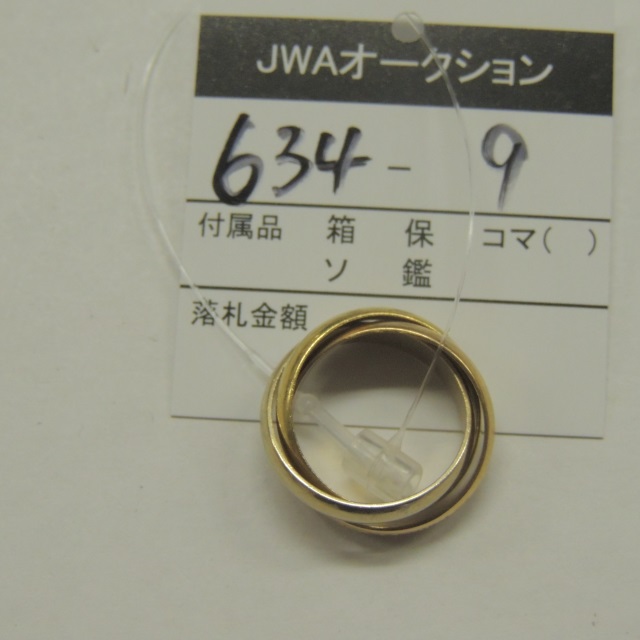 JWAオークション
634-9
付属品 箱 保 コマ( )
ソ 鑑
落札金額